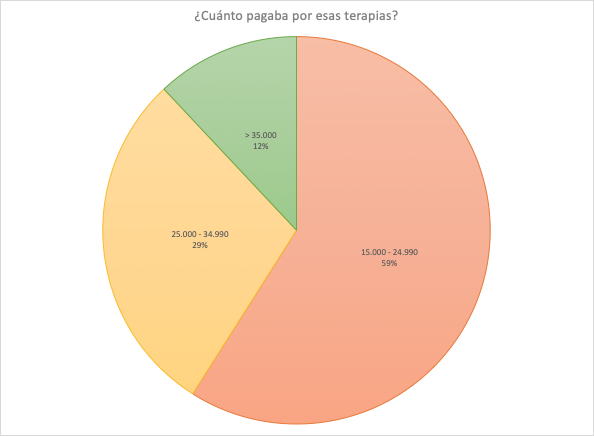 ¿Cuánto pagaba por esas terapias?
> 35.000
12%
25.000 - 34.990
29%
15.000 - 24.990
59%